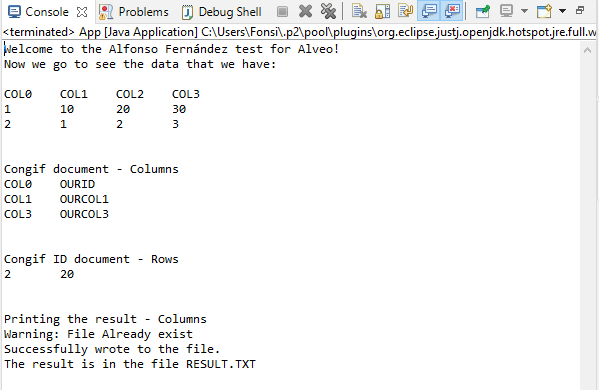 Console Problems Debug Shell
<terminated> App [Java Application] C:\Users\Fonsi\.p2\pool\plugins\org.eclipse.justj.openjdk.hotspot.jre.full.w
Welcome to the Alfonso Fernández test for Alveo!
Now we go to see the data that we have:
COL0 COL1 COL2 COL3
1 10 20 30
2 1 2 3
Congif document - Columns
COL0 OURID
COL1 OURCOL1
COL3 OURCOL3
Congif ID document - Rows
2 20
Printing the result - Columns
Warning: File Already exist
Successfully wrote to the file.
The result is in the file RESULT.TXT